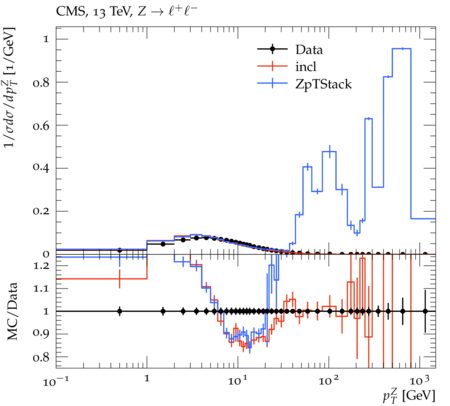 CMS, 13 TeV, Z → ℓ⁺ℓ⁻
1/σdσ/dp_T^Z [1/GeV]
1
0.8
0.6
0.4
0.2
0
Data
incl
ZpTStack
MC/Data
1.2
1.1
1
0.9
0.8
10⁻¹ 1 10¹ 10² 10³
p_T^Z [GeV]